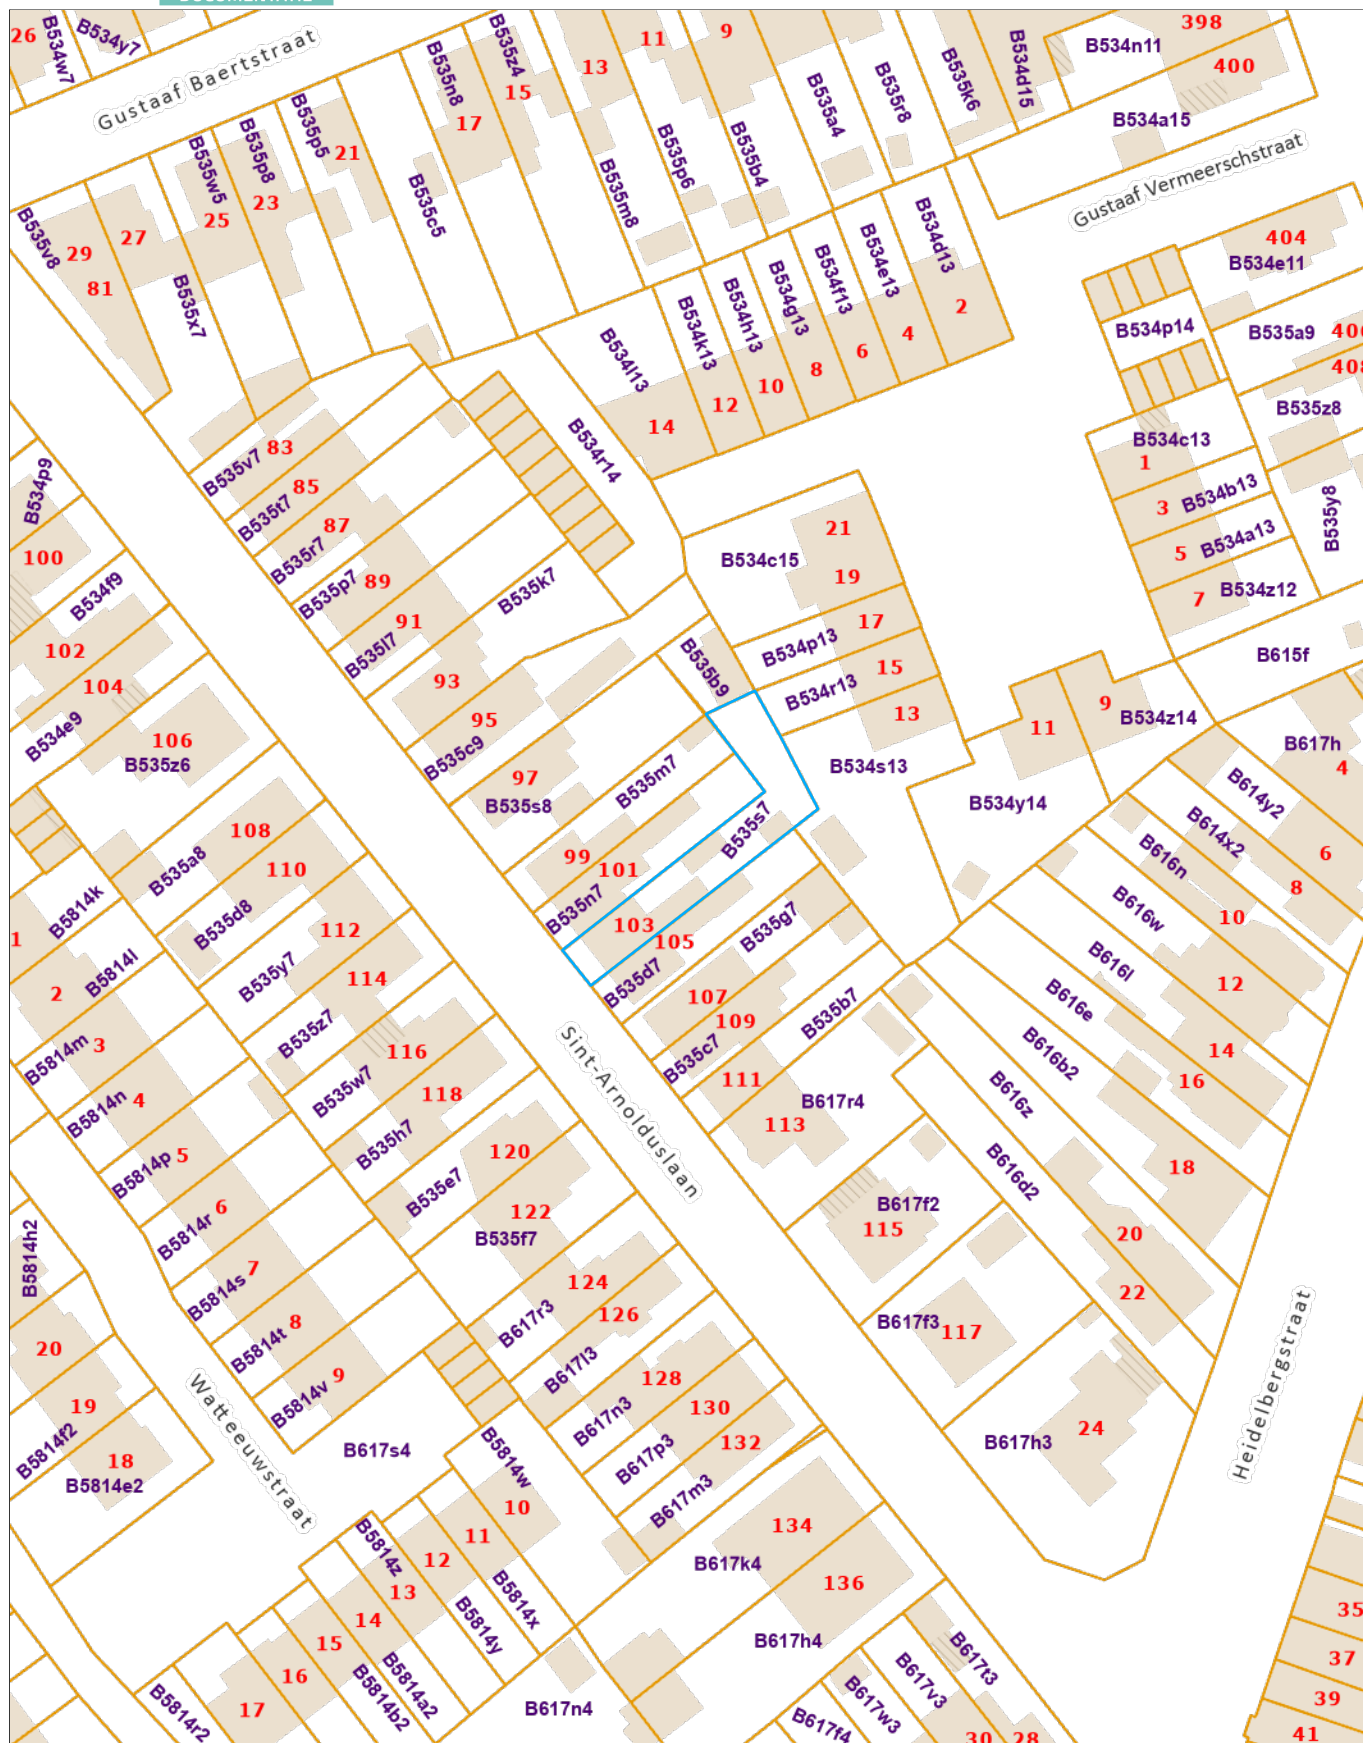 26
B534w7
B534y7
Gustaaf Baertstraat
B535n8
B535z4
15
17
13
11
9
B535a4
B535r8
B535k6
B534d15
B534n11
398
400
B534a15
Gustaaf Vermeerschstraat
B535w5
B535p8
B535p5
21
23
25
27
29
81
B535v8
B535x7
B535c5
B535m8
B535p6
B535b4
B534l13
B534k13
B534h13
B534g13
B534f13
B534e13
B534d13
2
4
6
8
10
12
14
404
B534e11
B534p14
B535a9
408
B535z8
B534c13
1
3
B534b13
5
B534a13
7
B534z12
B535y8
B615f
B534p9
100
B534f9
102
104
B534e9
106
B535z6
83
B535v7
85
B535t7
87
B535r7
89
B535p7
91
B535l7
93
95
B535c9
97
B535s8
B534r14
B535k7
B535b9
B534c15
21
19
B534p13
17
B534r13
15
13
B534s13
11
9
B534z14
B534y14
B617h
4
B614y2
B614x2
6
8
B616n
10
B616w
12
B616l
B616e
14
16
B616b2
B616z
18
B616d2
20
22
B535m7
99
101
B535n7
B535s7
103
105
B535d7
B535g7
107
109
B535c7
B535b7
111
113
B617r4
B617f2
115
B617f3
117
B617h3
24
Sint-Arnolduslaan
Heidelbergstraat
108
110
B535a8
B535d8
112
114
B535y7
B535z7
116
118
B535w7
B535h7
120
122
B535e7
B535f7
124
126
B617r3
B617l3
128
130
132
B617n3
B617p3
B617m3
134
136
B617k4
B617h4
B5814k
1
B5814l
2
B5814m
3
B5814n
4
B5814p
5
B5814r
6
B5814s
7
B5814t
8
B5814v
9
B5814h2
20
19
B5814f2
18
B5814e2
Watteeuwstraat
B617s4
B5814w
10
11
12
13
14
15
16
17
B5814z
B5814x
B5814y
B5814a2
B5814b2
B5814r2
B617n4
B617f4
B617w3
B617v3
B617t3
30
28
35
37
39
41